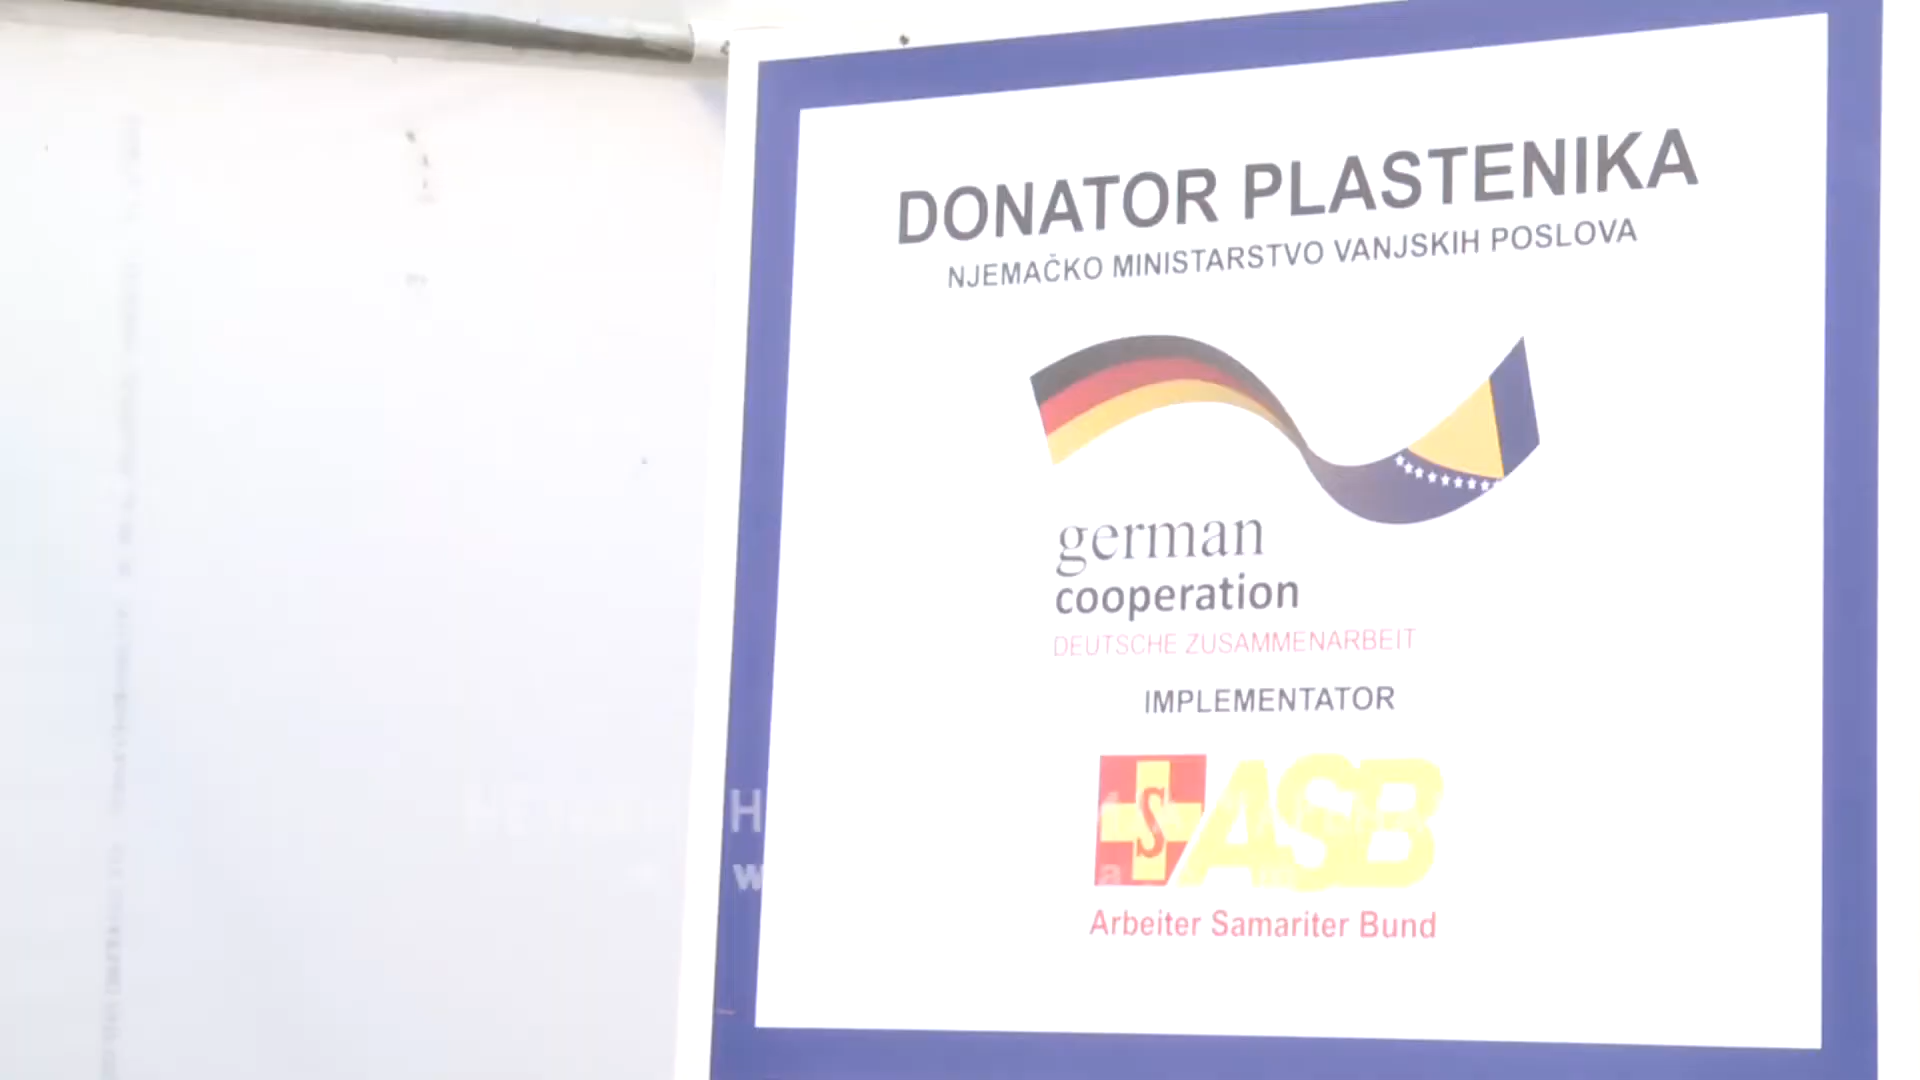 DONATOR PLASTENIKA
NJEMAČKO MINISTARSTVO VANJSKIH POSLOVA
german
cooperation
DEUTSCHE ZUSAMMENARBEIT
IMPLEMENTATOR
S ASB
Arbeiter Samariter Bund